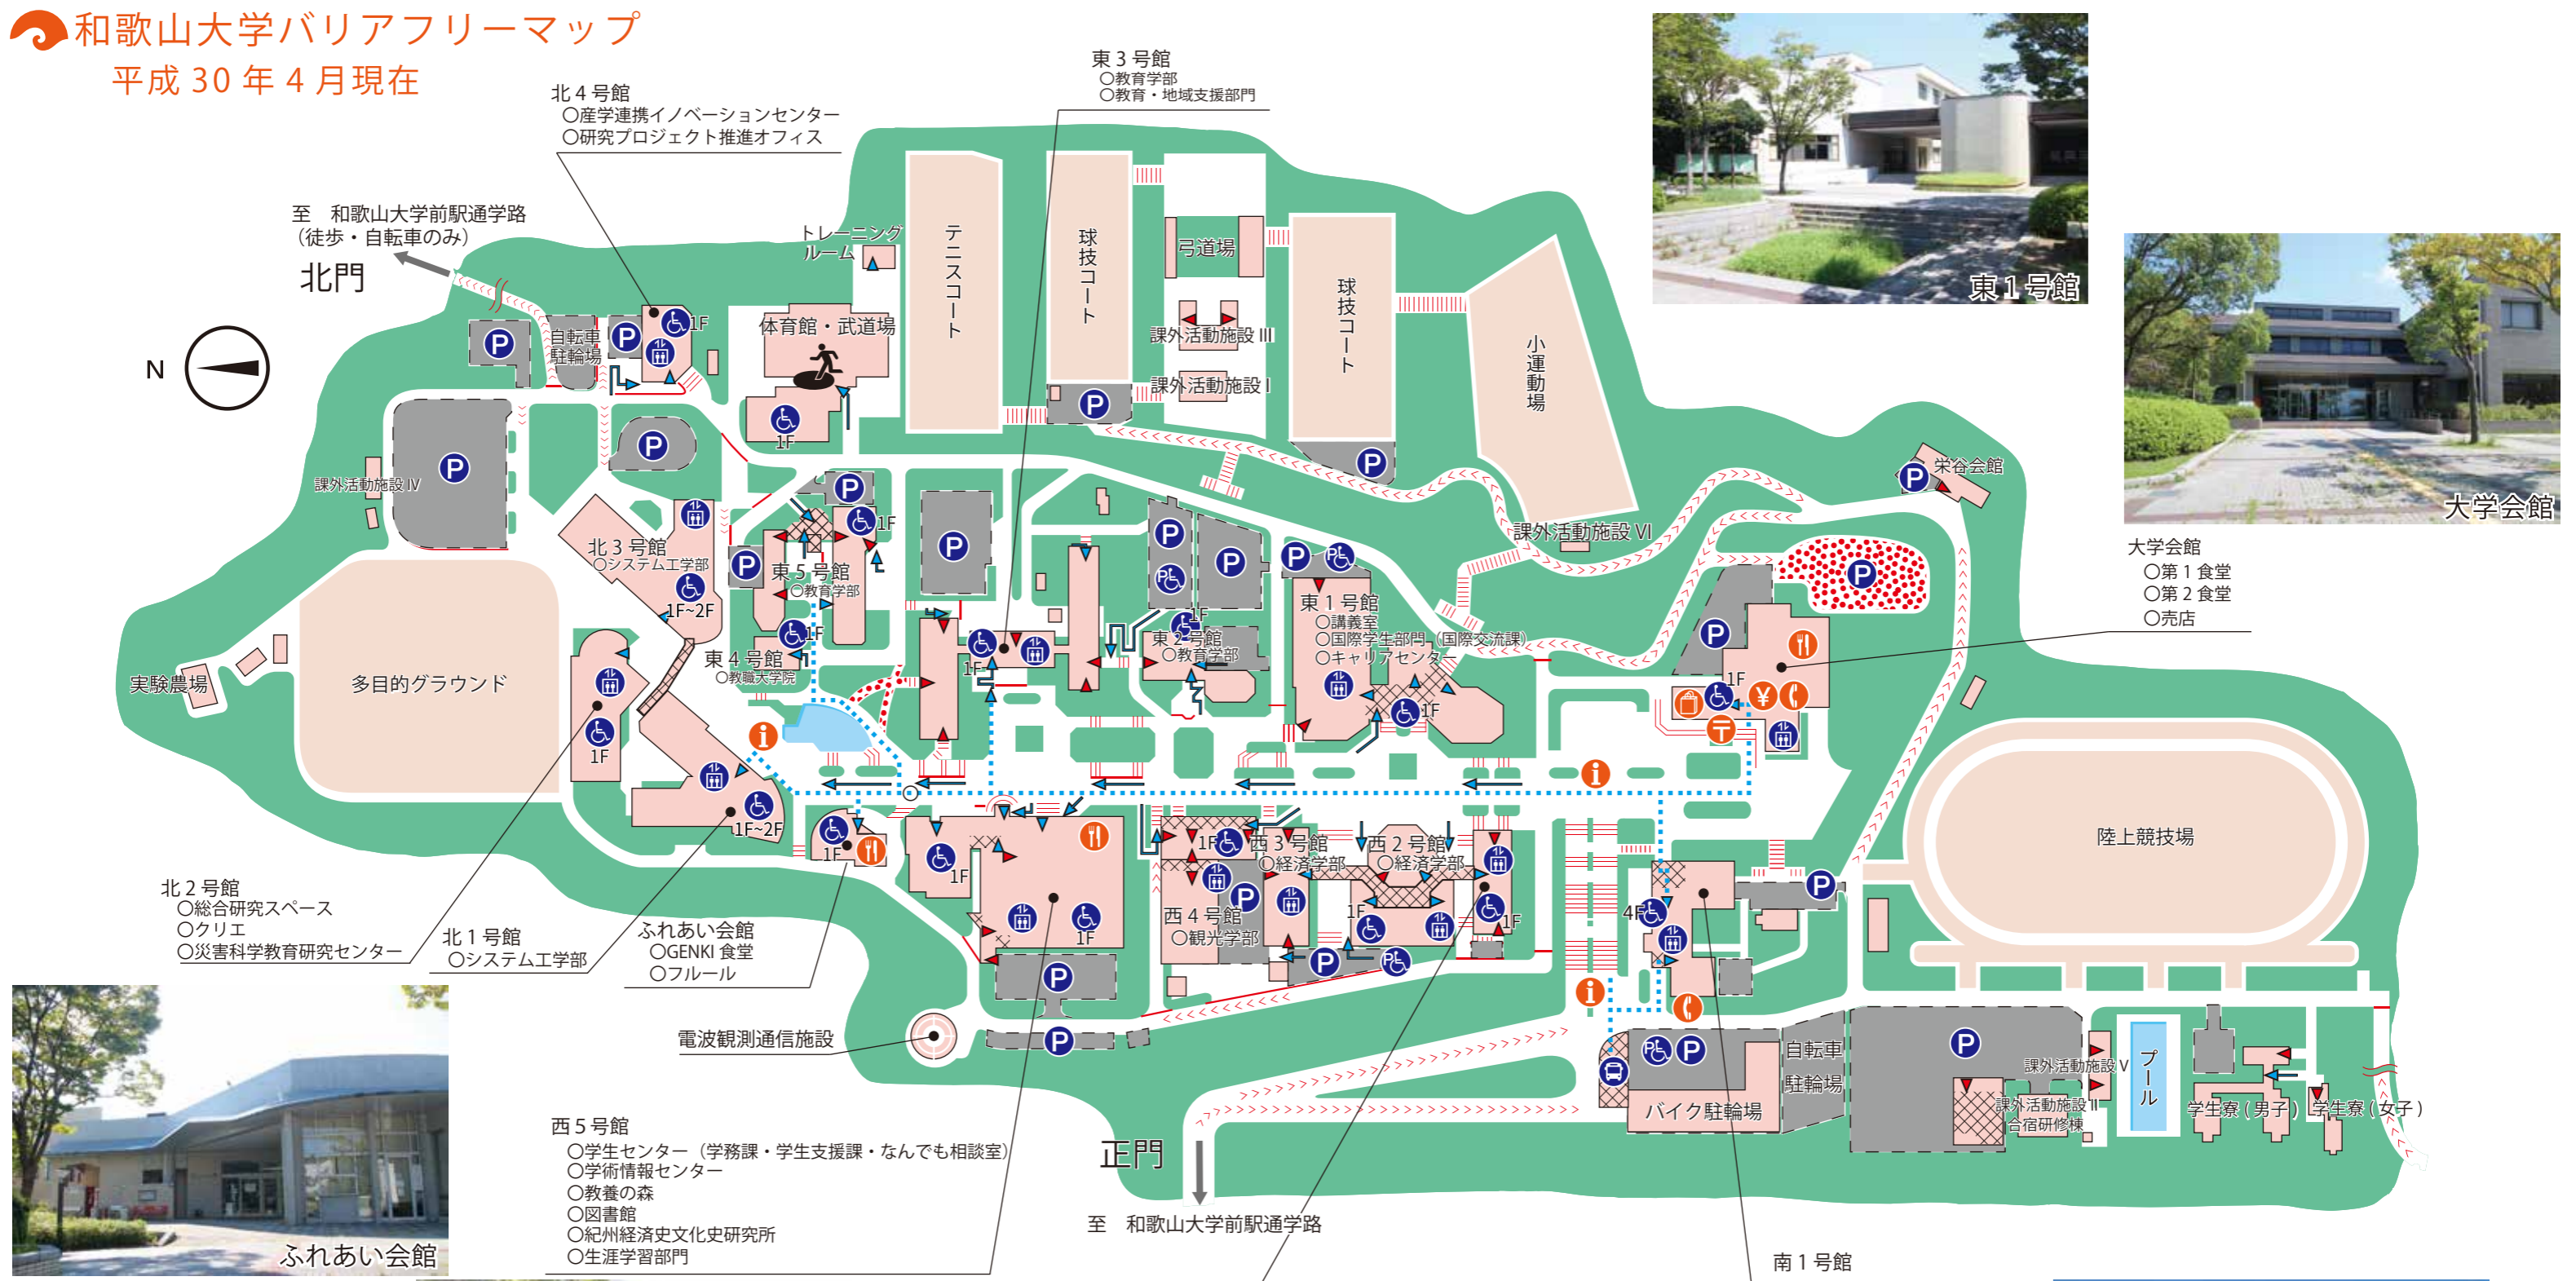 和歌山大学バリアフリーマップ
平成 30 年 4 月現在
北 4 号館
○産学連携イノベーションセンター
○研究プロジェクト推進オフィス
東 3 号館
○教育学部
○教育・地域支援部門
東 1 号館
大学会館
至　和歌山大学前駅通学路
（徒歩・自転車のみ）
北門
N
トレーニング
ルーム
テニスコート
球技コート
弓道場
球技コート
小運動場
課外活動施設 III
課外活動施設 I
自転車
駐輪場
P
P
1F
体育館・武道場
1F
P
P
P
P
栄谷会館
P
課外活動施設 IV
課外活動施設 VI
大学会館
○第 1 食堂
○第 2 食堂
○売店
北 3 号館
○システム工学部
1F~2F
P
P
1F
東 5 号館
○教育学部
1F
東 4 号館
○教職大学院
P
1F
P
P
P
1F
東 2 号館
○教育学部
P
P
東 1 号館
○講義室
○国際学生部門（国際交流課）
○キャリアセンター
1F
P
P
1F
¥
〒
実験農場
多目的グラウンド
1F
i
i
陸上競技場
1F~2F
1F
1F
1F
P
1F
西 3 号館
○経済学部
西 2 号館
○経済学部
西 4 号館
○観光学部
P
1F
1F
P
P
4F
P
i
北 2 号館
○総合研究スペース
○クリエ
○災害科学教育研究センター
北 1 号館
○システム工学部
ふれあい会館
○GENKI 食堂
○フルール
電波観測通信施設
P
P
P
自転車
駐輪場
バイク駐輪場
P
課外活動施設 V
課外活動施設 II
合宿研修棟
プール
学生寮 ( 男子 )
学生寮 ( 女子 )
ふれあい会館
西 5 号館
○学生センター（学務課・学生支援課・なんでも相談室）
○学術情報センター
○教養の森
○図書館
○紀州経済史文化史研究所
○生涯学習部門
正門
至　和歌山大学前駅通学路
南 1 号館